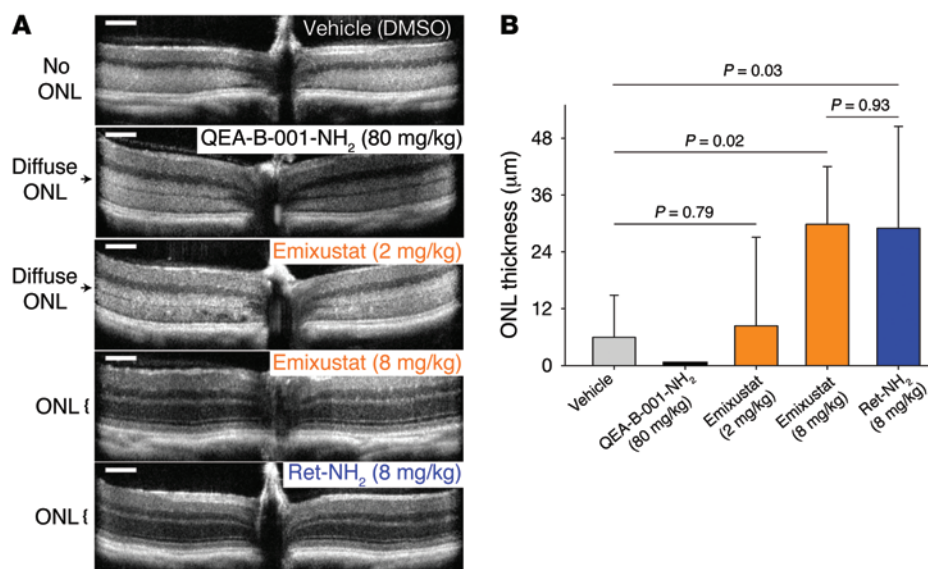 A
Vehicle (DMSO)
No
ONL
QEA-B-001-NH₂ (80 mg/kg)
Diffuse
ONL
Emixustat (2 mg/kg)
Diffuse
ONL
Emixustat (8 mg/kg)
ONL {
Ret-NH₂ (8 mg/kg)
ONL {
B
P = 0.03
P = 0.93
P = 0.02
P = 0.79
ONL thickness (μm)
48
36
24
12
0
Vehicle
QEA-B-001-NH₂
(80 mg/kg)
Emixustat
(2 mg/kg)
Emixustat
(8 mg/kg)
Ret-NH₂
(8 mg/kg)